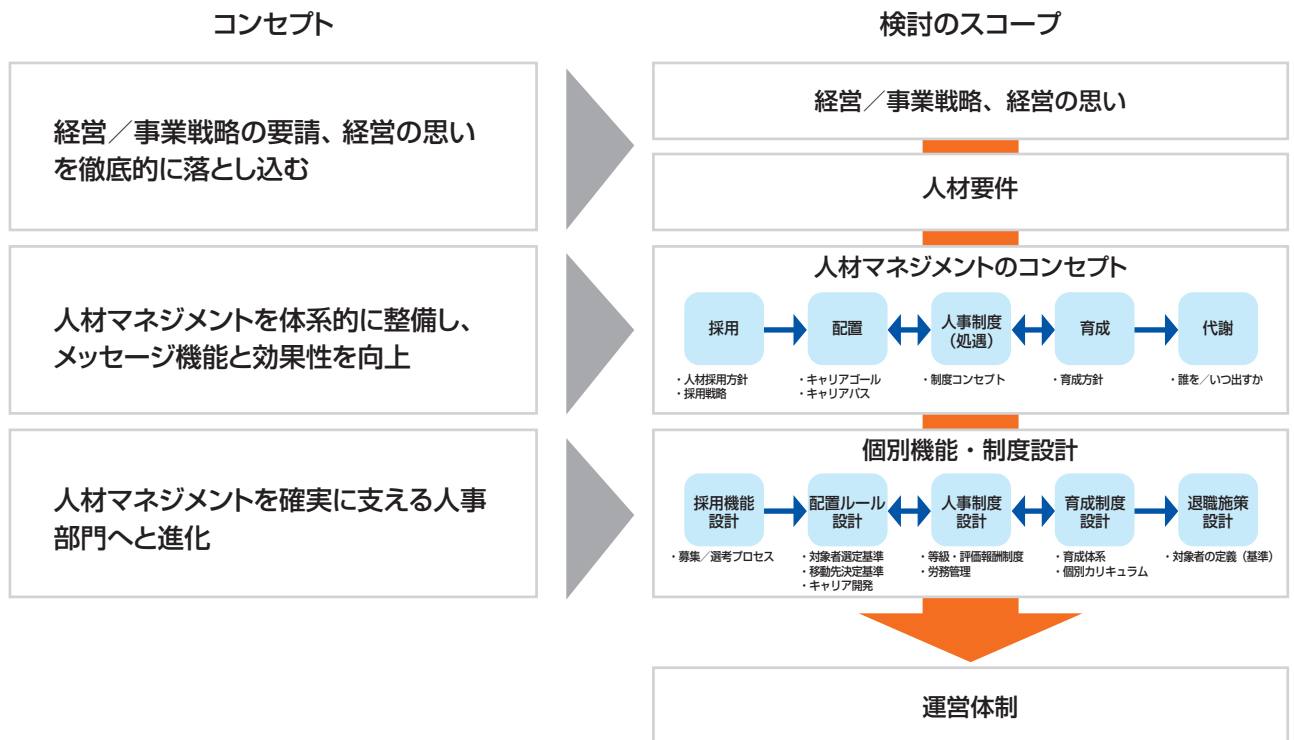 コンセプト
検討のスコープ
経営／事業戦略の要請、経営の思い
を徹底的に落とし込む
経営／事業戦略、経営の思い
人材要件
人材マネジメントを体系的に整備し、
メッセージ機能と効果性を向上
人材マネジメントのコンセプト
採用
・人材採用方針
・採用戦略
配置
・キャリアゴール
・キャリアパス
人事制度
（処遇）
・制度コンセプト
育成
・育成方針
代謝
・誰を／いつ出すか
人材マネジメントを確実に支える人事
部門へと進化
個別機能・制度設計
採用機能
設計
・募集／選考プロセス
配置ルール
設計
・対象者選定基準
・移動先決定基準
・キャリア開発
人事制度
設計
・等級・評価報酬制度
・労務管理
育成制度
設計
・育成体系
・個別カリキュラム
退職施策
設計
・対象者の定義（基準）
運営体制